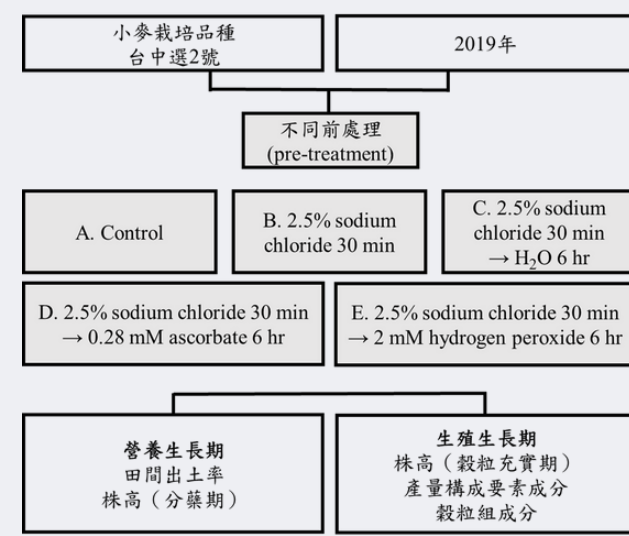 小麥栽培品種
台中選2號
2019年
不同前處理
(pre-treatment)
A. Control
B. 2.5% sodium
chloride 30 min
C. 2.5% sodium
chloride 30 min
→ H₂O 6 hr
D. 2.5% sodium chloride 30 min
→ 0.28 mM ascorbate 6 hr
E. 2.5% sodium chloride 30 min
→ 2 mM hydrogen peroxide 6 hr
營養生長期
田間出土率
株高（分蘗期）
生殖生長期
株高（穀粒充實期）
產量構成要素成分
穀粒組成分